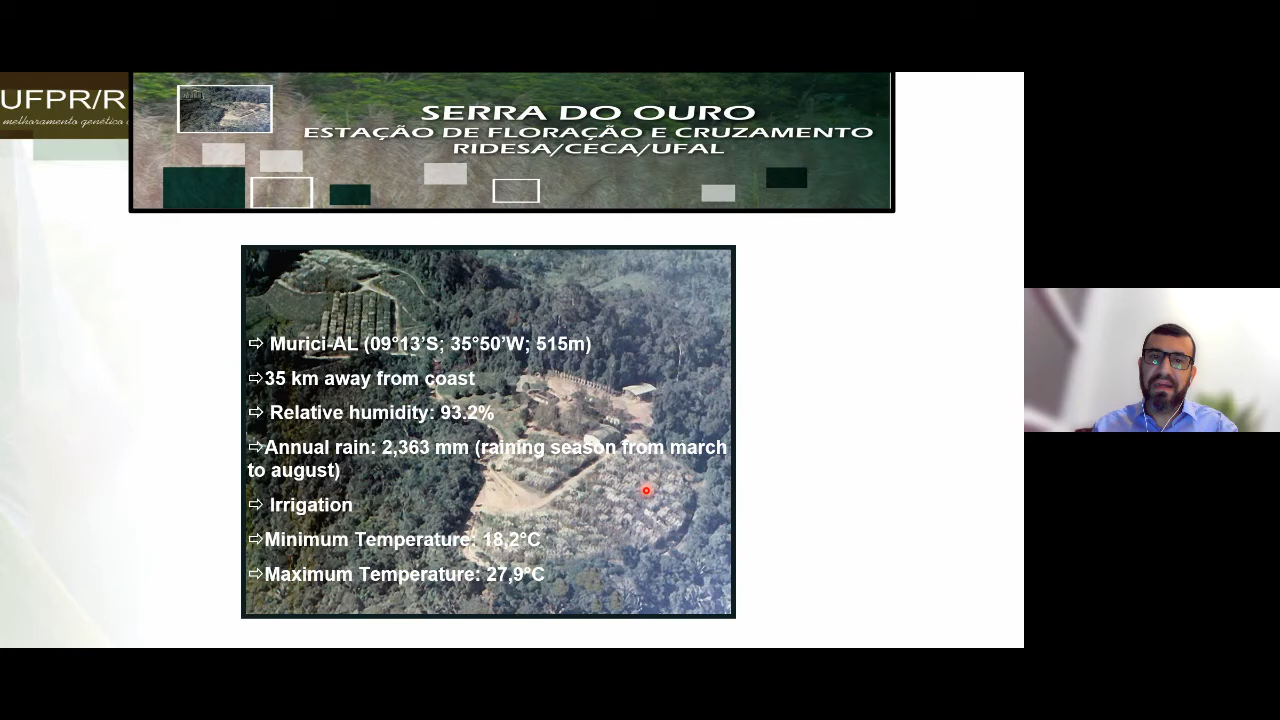 UFPR/R
melhoramento genético
SERRA DO OURO
ESTAÇÃO DE FLORAÇÃO E CRUZAMENTO
RIDESA/CECA/UFAL
⇨ Murici-AL (09°13’S; 35°50’W; 515m)
⇨35 km away from coast
⇨ Relative humidity: 93.2%
⇨Annual rain: 2,363 mm (raining season from march
to august)
⇨ Irrigation
⇨Minimum Temperature: 18,2°C
⇨Maximum Temperature: 27,9°C